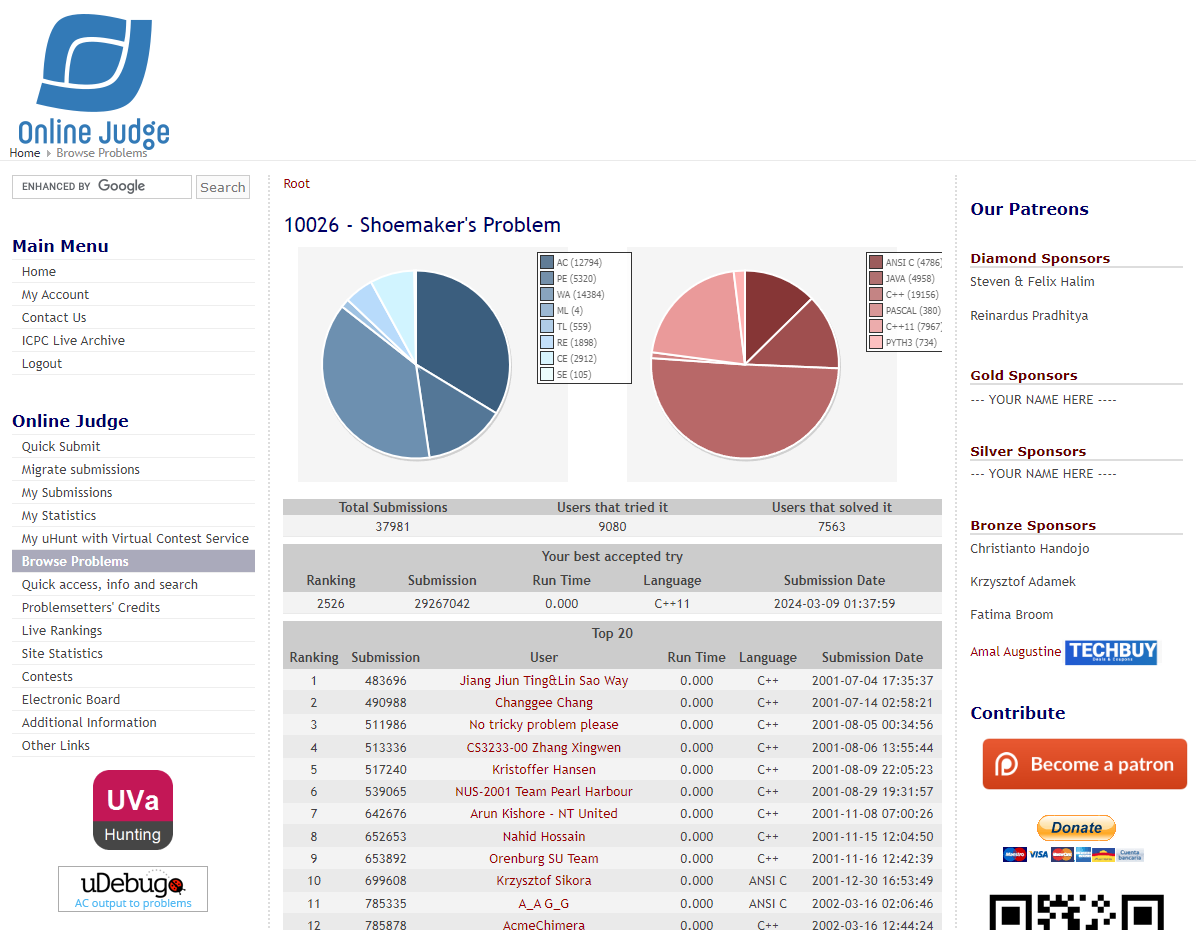 Online Judge
Home Browse Problems
ENHANCED BY Google Search
Main Menu
Home
My Account
Contact Us
ICPC Live Archive
Logout
Online Judge
Quick Submit
Migrate submissions
My Submissions
My Statistics
My uHunt with Virtual Contest Service
Browse Problems
Quick access, info and search
Problemsetters' Credits
Live Rankings
Site Statistics
Contests
Electronic Board
Additional Information
Other Links
UVa
Hunting
uDebug
AC output to problems
Root
10026 - Shoemaker's Problem
AC (12794)
PE (5320)
WA (14384)
ML (4)
TL (559)
RE (1898)
CE (2912)
SE (105)
ANSI C (4786)
JAVA (4958)
C++ (19156)
PASCAL (380)
C++11 (7967)
PYTH3 (734)
Total Submissions Users that tried it Users that solved it
37981 9080 7563
Your best accepted try
Ranking Submission Run Time Language Submission Date
2526 29267042 0.000 C++11 2024-03-09 01:37:59
Top 20
Ranking Submission User Run Time Language Submission Date
1 483696 Jiang Jiun Ting&Lin Sao Way 0.000 C++ 2001-07-04 17:35:37
2 490988 Changgee Chang 0.000 C++ 2001-07-14 02:58:21
3 511986 No tricky problem please 0.000 C++ 2001-08-05 00:34:56
4 513336 CS3233-00 Zhang Xingwen 0.000 C++ 2001-08-06 13:55:44
5 517240 Kristoffer Hansen 0.000 C++ 2001-08-09 22:05:23
6 539065 NUS-2001 Team Pearl Harbour 0.000 C++ 2001-08-29 19:31:57
7 642676 Arun Kishore - NT United 0.000 C++ 2001-11-08 07:00:26
8 652653 Nahid Hossain 0.000 C++ 2001-11-15 12:04:50
9 653892 Orenburg SU Team 0.000 C++ 2001-11-16 12:42:39
10 699608 Krzysztof Sikora 0.000 ANSI C 2001-12-30 16:53:49
11 785335 A_A G_G 0.000 ANSI C 2002-03-16 02:06:46
12 785878 AcmeChimera 0.000 C++ 2002-03-16 12:44:24
Our Patreons
Diamond Sponsors
Steven & Felix Halim
Reinardus Pradhitya
Gold Sponsors
--- YOUR NAME HERE ----
Silver Sponsors
--- YOUR NAME HERE ----
Bronze Sponsors
Christianto Handojo
Krzysztof Adamek
Fatima Broom
Amal Augustine TECHBUY
Deals & Coupons
Contribute
Become a patron
Donate
Maestro VISA MasterCard Cuenta
bancaria